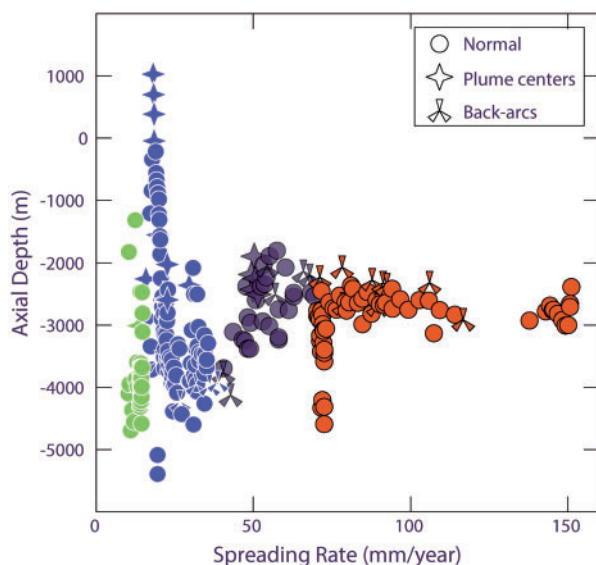 Normal
Plume centers
Back-arcs
Axial Depth (m)
1000
0
-1000
-2000
-3000
-4000
-5000
0
50
100
150
Spreading Rate (mm/year)